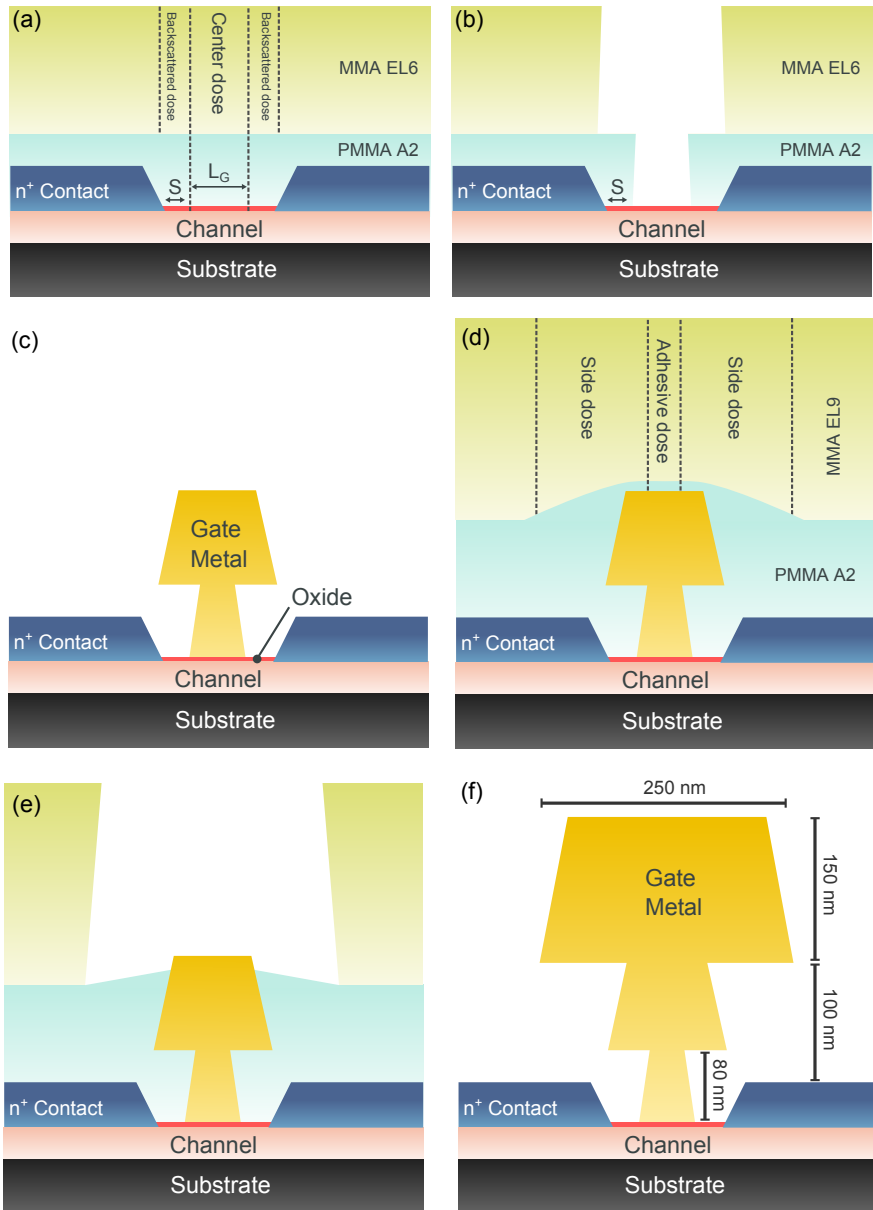 (a)
Backscattered dose
Center dose
Backscattered dose
MMA EL6
PMMA A2
S
L_G
n⁺ Contact
Channel
Substrate
(b)
MMA EL6
PMMA A2
S
n⁺ Contact
Channel
Substrate
(c)
Gate
Metal
Oxide
n⁺ Contact
Channel
Substrate
(d)
Side dose
Adhesive dose
Side dose
MMA EL6
PMMA A2
n⁺ Contact
Channel
Substrate
(e)
n⁺ Contact
Channel
Substrate
(f)
250 nm
Gate
Metal
150 nm
100 nm
80 nm
n⁺ Contact
Channel
Substrate